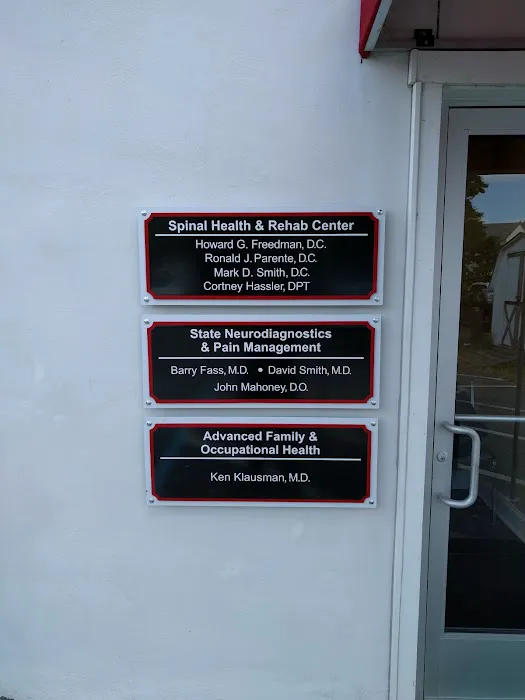 Spinal Health & Rehab Center
Howard G. Freedman, D.C.
Ronald J. Parente, D.C.
Mark D. Smith, D.C.
Cortney Hassler, DPT
State Neurodiagnostics
& Pain Management
Barry Fass, M.D. • David Smith, M.D.
John Mahoney, D.O.
Advanced Family &
Occupational Health
Ken Klausman, M.D.